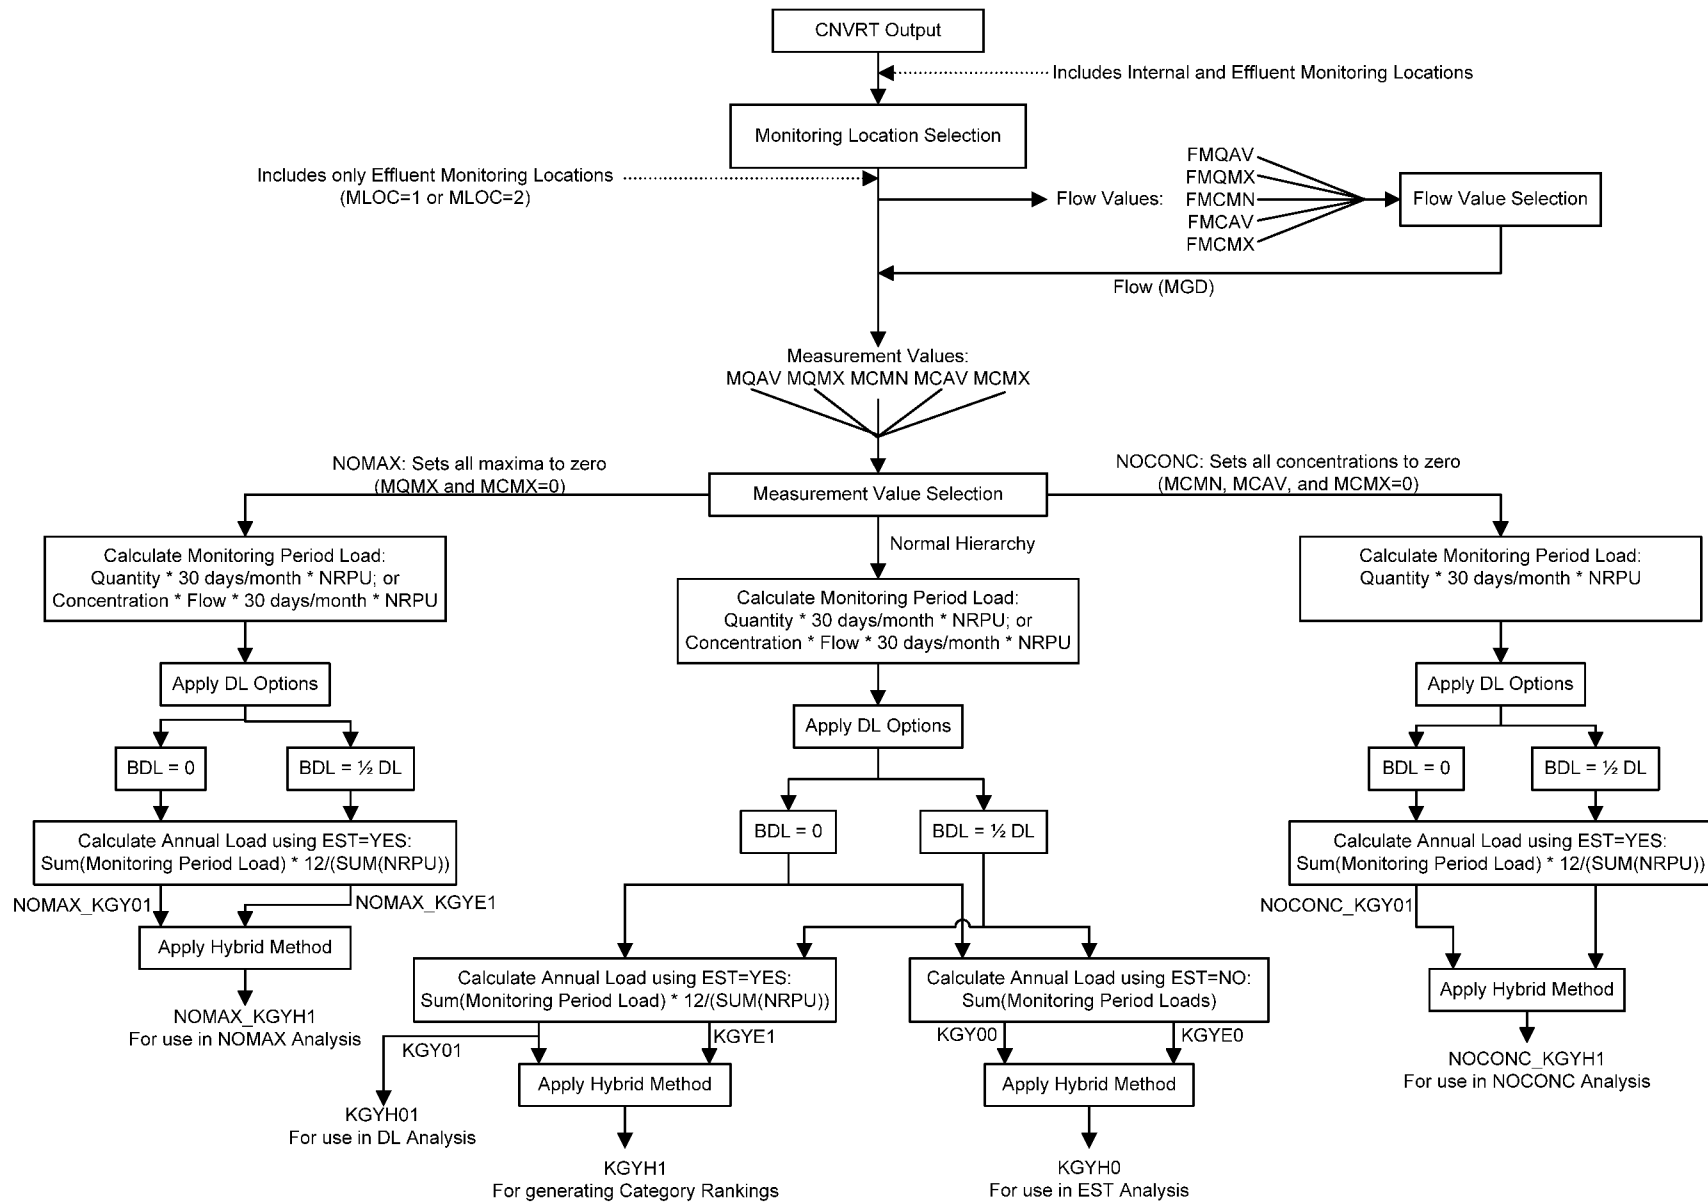 CNVRT Output
Includes Internal and Effluent Monitoring Locations
Monitoring Location Selection
Includes only Effluent Monitoring Locations
(MLOC=1 or MLOC=2)
Flow Values:
FMQAV
FMQMX
FMCMN
FMCAV
FMCMX
Flow Value Selection
Flow (MGD)
Measurement Values:
MQAV MQMX MCMN MCAV MCMX
NOMAX: Sets all maxima to zero
(MQMX and MCMX=0)
Measurement Value Selection
NOCONC: Sets all concentrations to zero
(MCMN, MCAV, and MCMX=0)
Normal Hierarchy
Calculate Monitoring Period Load:
Quantity * 30 days/month * NRPU; or
Concentration * Flow * 30 days/month * NRPU
Apply DL Options
BDL = 0
BDL = ½ DL
Calculate Annual Load using EST=YES:
Sum(Monitoring Period Load) * 12/(SUM(NRPU))
NOMAX_KGY01
NOMAX_KGYE1
Apply Hybrid Method
NOMAX_KGYH1
For use in NOMAX Analysis
Calculate Monitoring Period Load:
Quantity * 30 days/month * NRPU; or
Concentration * Flow * 30 days/month * NRPU
Apply DL Options
BDL = 0
BDL = ½ DL
Calculate Annual Load using EST=YES:
Sum(Monitoring Period Load) * 12/(SUM(NRPU))
KGY01
KGYE1
KGYH01
For use in DL Analysis
Apply Hybrid Method
KGYH1
For generating Category Rankings
Calculate Annual Load using EST=NO:
Sum(Monitoring Period Loads)
KGY00
KGYE0
Apply Hybrid Method
KGYH0
For use in EST Analysis
Calculate Monitoring Period Load:
Quantity * 30 days/month * NRPU
Apply DL Options
BDL = 0
BDL = ½ DL
Calculate Annual Load using EST=YES:
Sum(Monitoring Period Load) * 12/(SUM(NRPU))
NOCONC_KGY01
Apply Hybrid Method
NOCONC_KGYH1
For use in NOCONC Analysis